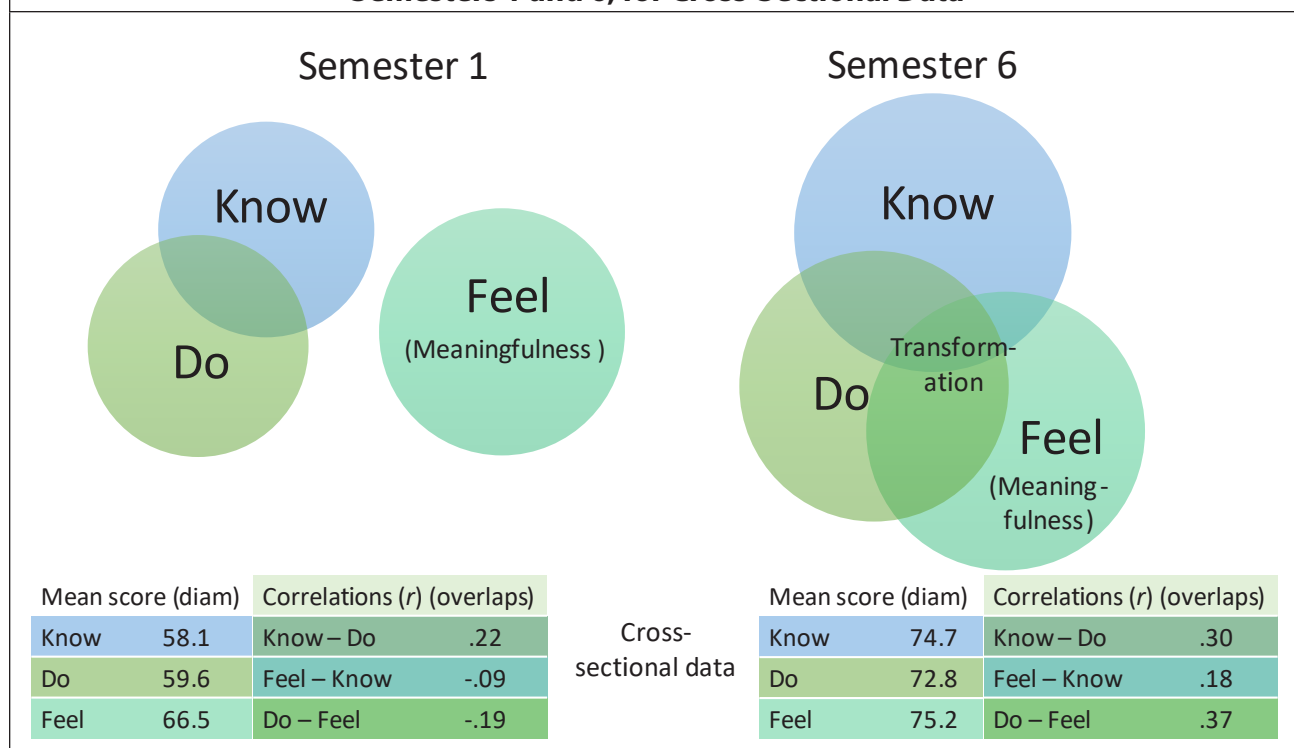 Semester 1
Semester 6
Know
Do
Feel
(Meaningfulness )
Know
Do
Transform-
ation
Feel
(Meaning-
fulness)
Mean score (diam) Correlations (r) (overlaps)
Know 58.1 Know – Do .22
Do 59.6 Feel – Know -.09
Feel 66.5 Do – Feel -.19
Cross-
sectional data
Mean score (diam) Correlations (r) (overlaps)
Know 74.7 Know – Do .30
Do 72.8 Feel – Know .18
Feel 75.2 Do – Feel .37